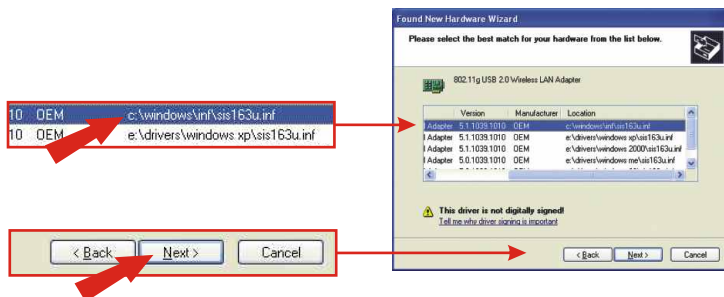 10 OEM c:\windows\inf\sis163u.inf
10 OEM e:\drivers\windows xp\sis163u.inf
< Back Next > Cancel
Found New Hardware Wizard
Please select the best match for your hardware from the list below.
802.11g USB 2.0 Wireless LAN Adapter
Version Manufacturer Location
l Adapter 5.1.1039.1010 OEM c:\windows\inf\sis163u.inf
l Adapter 5.1.1039.1010 OEM e:\drivers\windows xp\sis163u.inf
l Adapter 5.0.1039.1010 OEM e:\drivers\windows 2000\sis163u.inf
l Adapter 5.0.1039.1010 OEM e:\drivers\windows me\sis163u.inf
This driver is not digitally signed!
Tell me why driver signing is important
< Back Next > Cancel